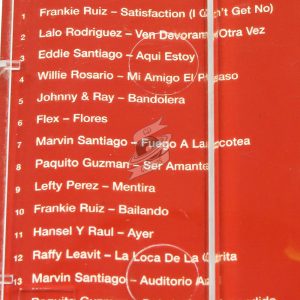 1 Frankie Ruiz – Satisfaction (I Can't Get No)
2 Lalo Rodriguez – Ven Devorame Otra Vez
3 Eddie Santiago – Aqui Estoy
4 Willie Rosario – Mi Amigo El Payaso
5 Johnny & Ray – Bandolera
6 Flex – Flores
7 Marvin Santiago – Fuego A La Jicotea
8 Paquito Guzman – Ser Amante
9 Lefty Perez – Mentira
10 Frankie Ruiz – Bailando
11 Hansel Y Raul – Ayer
12 Raffy Leavit – La Loca De La
13 Marvin Santiago – Auditorio Azul
Paquito